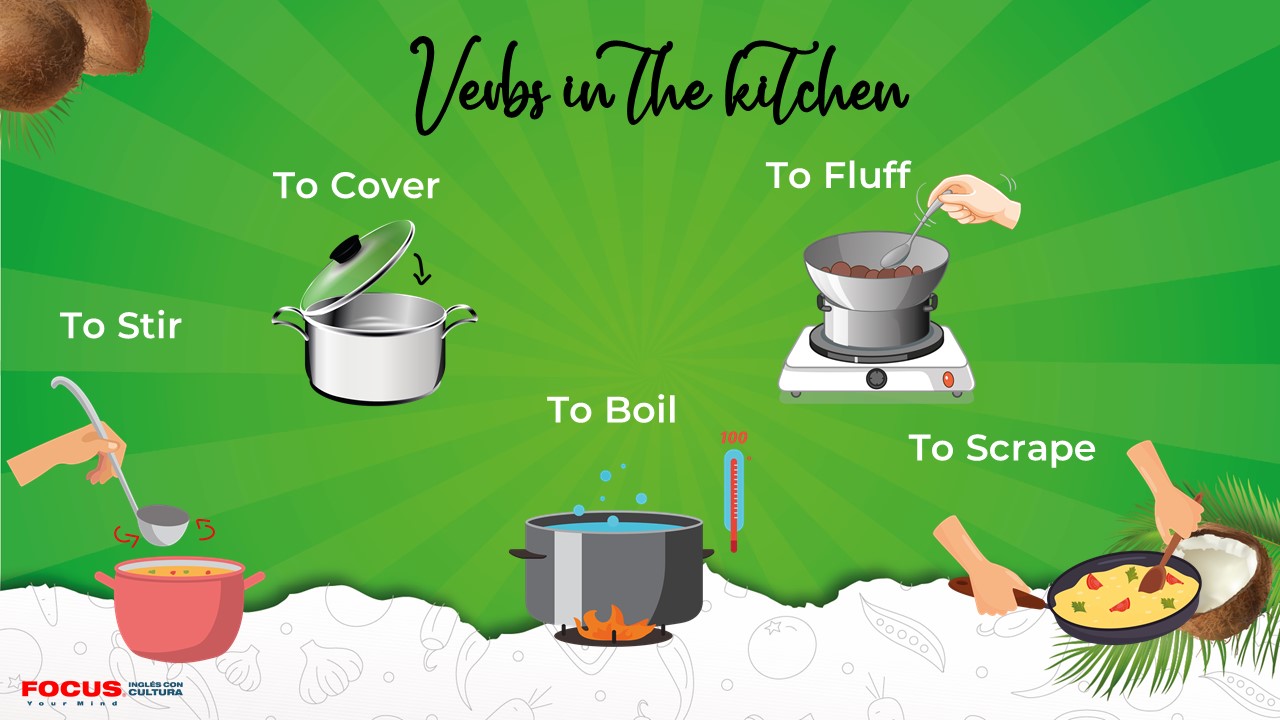 Verbs in the kitchen
To Cover
To Fluff
To Stir
To Boil
100
To Scrape
FOCUS
INGLÉS CON
CULTURA
Your Mind